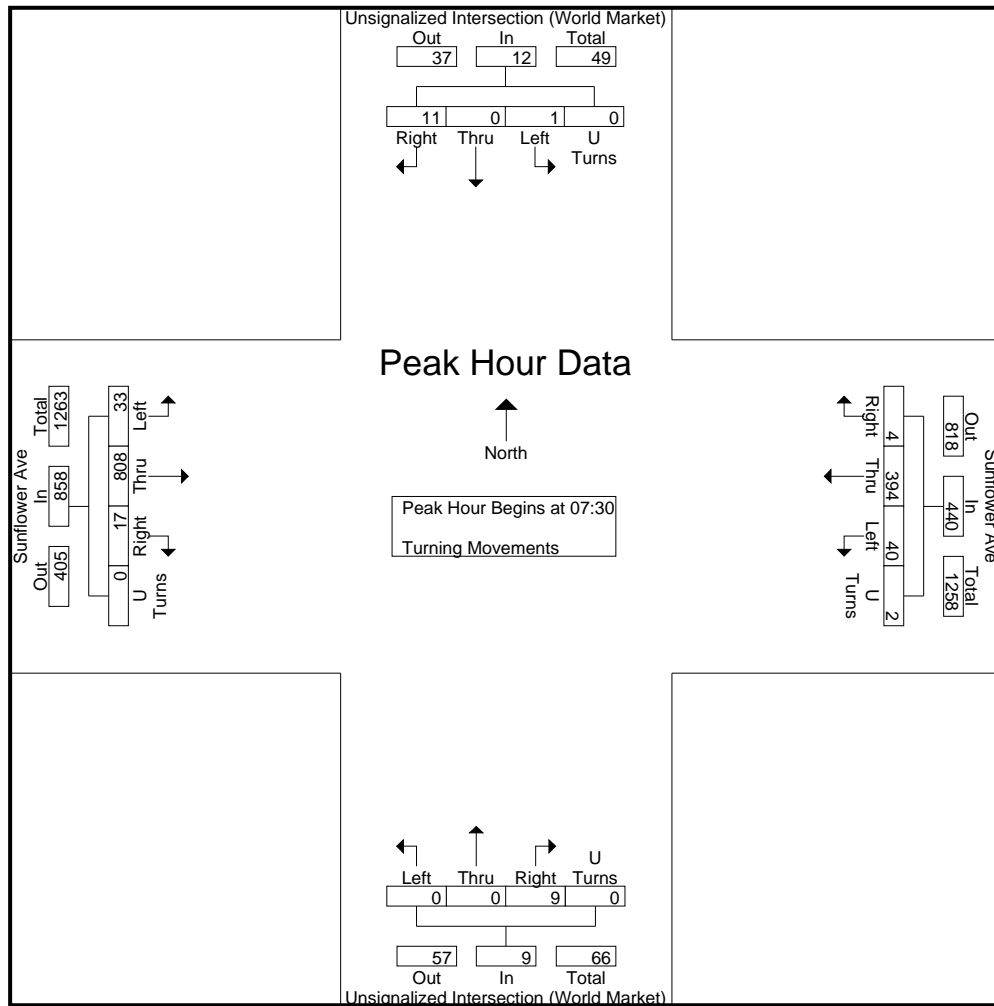 Unsignalized Intersection (World Market)
Out In Total
37 12 49
11 0 1 0
Right Thru Left U
Turns
Peak Hour Data
North
Peak Hour Begins at 07:30
Turning Movements
Sunflower Ave
Total In Out
1263 858 405
33 808 17 0
Left Thru Right U
Turns
Sunflower Ave
Out In Total
818 440 1258
4 394 40 2
Right Thru Left U
Turns
U
Left Thru Right Turns
0 0 9 0
57 9 66
Out In Total
Unsignalized Intersection (World Market)